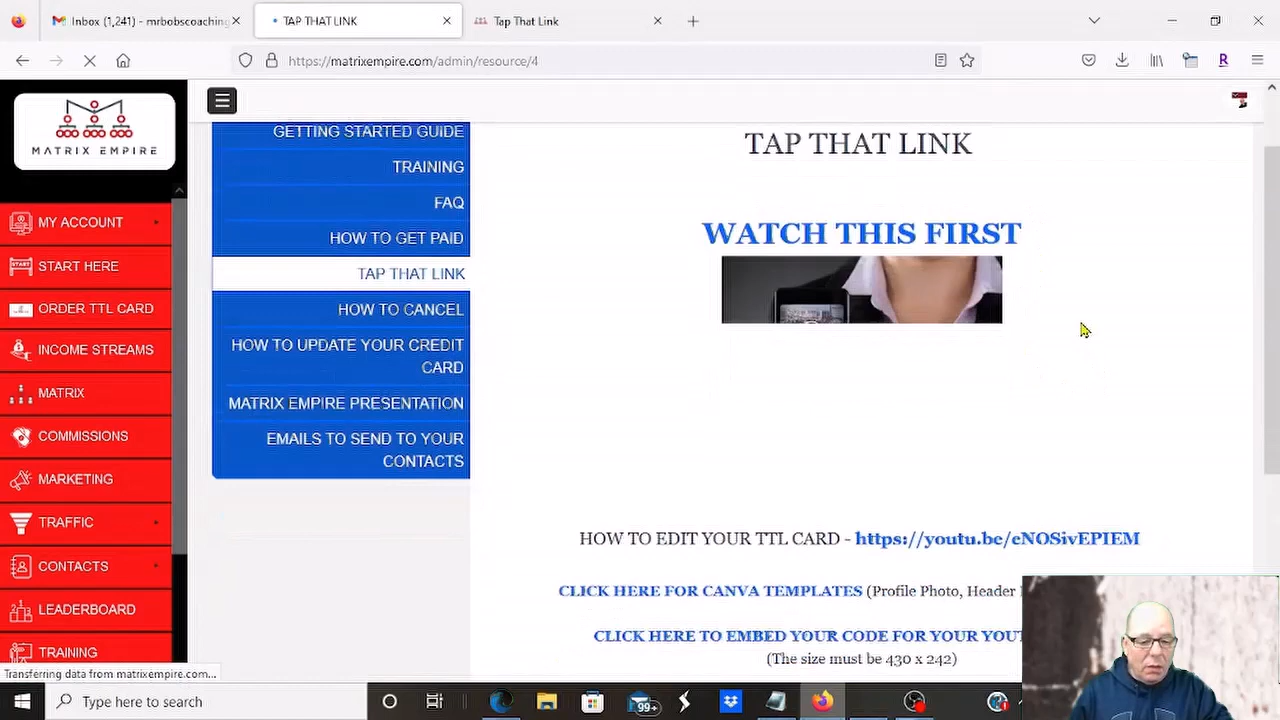 Inbox (1,241) - mrbobscoaching
TAP THAT LINK
Tap That Link
https://matrixempire.com/admin/resource/4
R
MATRIX EMPIRE
MY ACCOUNT
START HERE
ORDER TTL CARD
INCOME STREAMS
MATRIX
COMMISSIONS
MARKETING
TRAFFIC
CONTACTS
LEADERBOARD
TRAINING
GETTING STARTED GUIDE
TRAINING
FAQ
HOW TO GET PAID
TAP THAT LINK
HOW TO CANCEL
HOW TO UPDATE YOUR CREDIT
CARD
MATRIX EMPIRE PRESENTATION
EMAILS TO SEND TO YOUR
CONTACTS
TAP THAT LINK
WATCH THIS FIRST
HOW TO EDIT YOUR TTL CARD - https://youtu.be/eNOSivEPIEM
CLICK HERE FOR CANVA TEMPLATES (Profile Photo, Header
CLICK HERE TO EMBED YOUR CODE FOR YOUR
(The size must be 430 x 242)
Transferring data from matrixempire.com...
Type here to search
99+